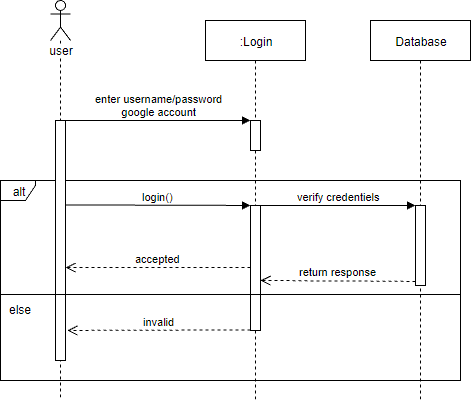 user
:Login
Database
enter username/password
google account
alt
login()
verify credentiels
accepted
return response
else
invalid